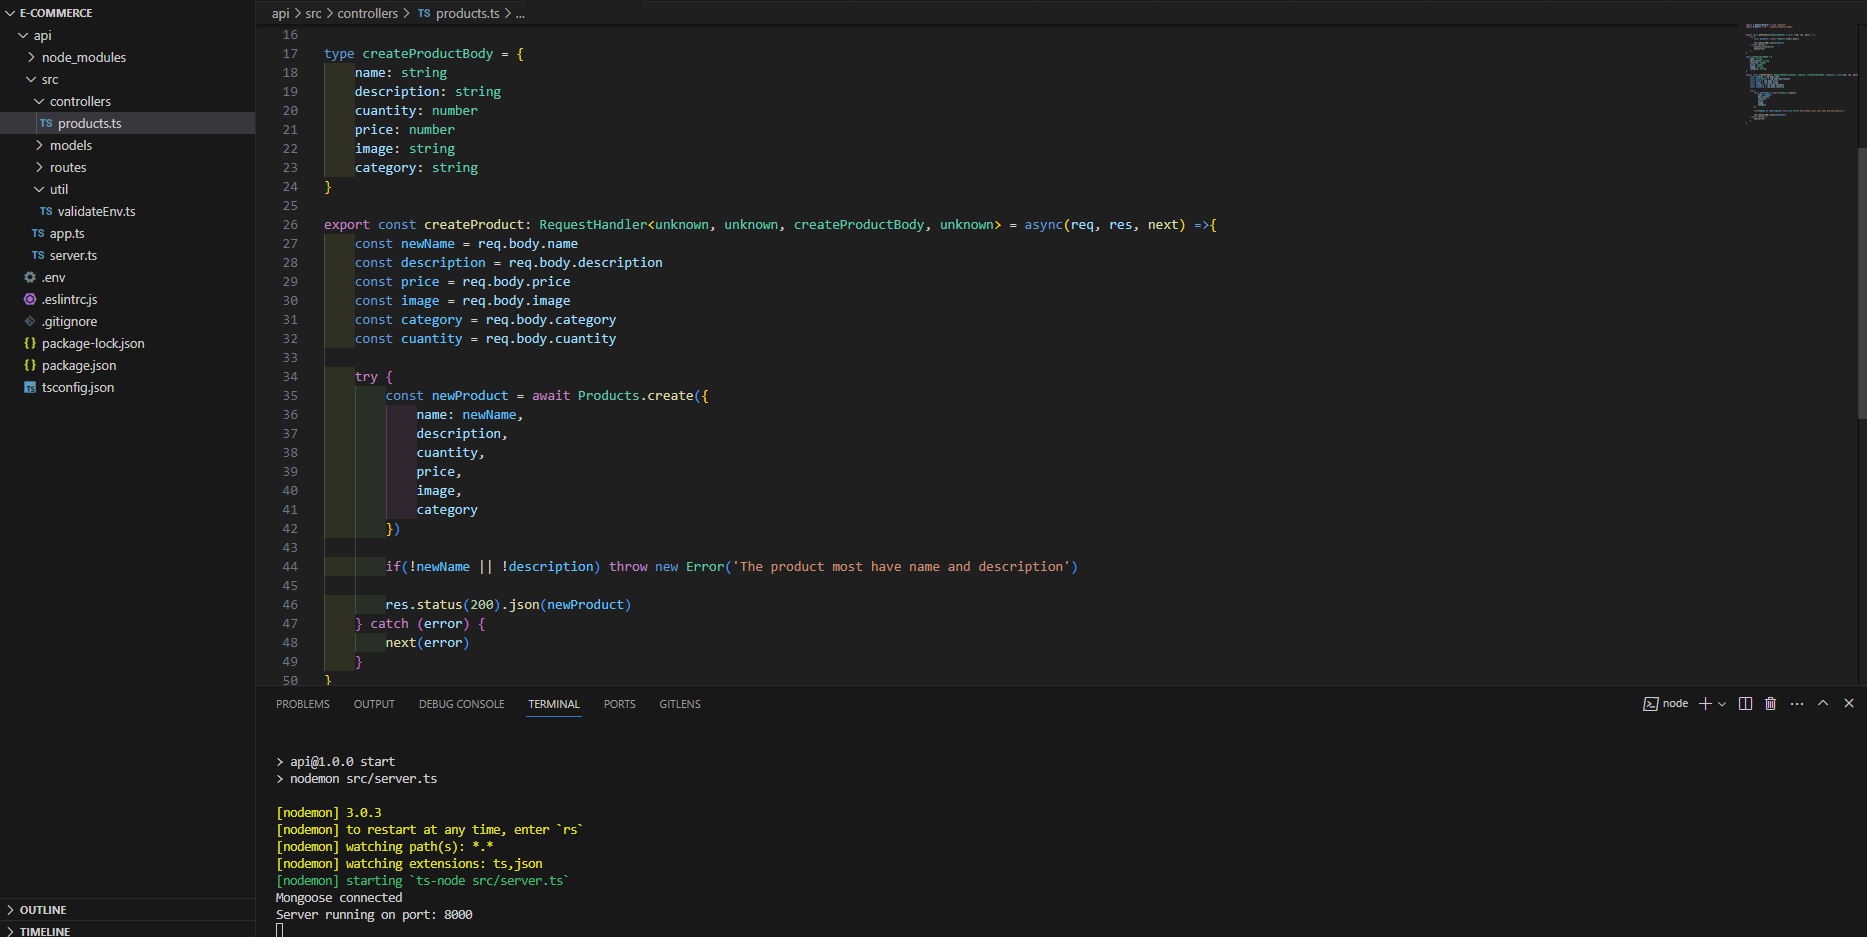 E-COMMERCE
api
node_modules
src
controllers
TS products.ts
models
routes
util
TS validateEnv.ts
TS app.ts
TS server.ts
.env
.eslintrc.js
.gitignore
{} package-lock.json
{} package.json
TS tsconfig.json
OUTLINE
TIMELINE
api > src > controllers > TS products.ts > ...
16
17 type createProductBody = {
18 name: string
19 description: string
20 cuantity: number
21 price: number
22 image: string
23 category: string
24 }
25
26 export const createProduct: RequestHandler<unknown, unknown, createProductBody, unknown> = async(req, res, next) =>{
27 const newName = req.body.name
28 const description = req.body.description
29 const price = req.body.price
30 const image = req.body.image
31 const category = req.body.category
32 const cuantity = req.body.cuantity
33
34 try {
35 const newProduct = await Products.create({
36 name: newName,
37 description,
38 cuantity,
39 price,
40 image,
41 category
42 })
43
44 if(!newName || !description) throw new Error('The product most have name and description')
45
46 res.status(200).json(newProduct)
47 } catch (error) {
48 next(error)
49 }
50 }
PROBLEMS OUTPUT DEBUG CONSOLE TERMINAL PORTS GITLENS
node
> api@1.0.0 start
> nodemon src/server.ts
[nodemon] 3.0.3
[nodemon] to restart at any time, enter `rs`
[nodemon] watching path(s): *.*
[nodemon] watching extensions: ts,json
[nodemon] starting `ts-node src/server.ts`
Mongoose connected
Server running on port: 8000